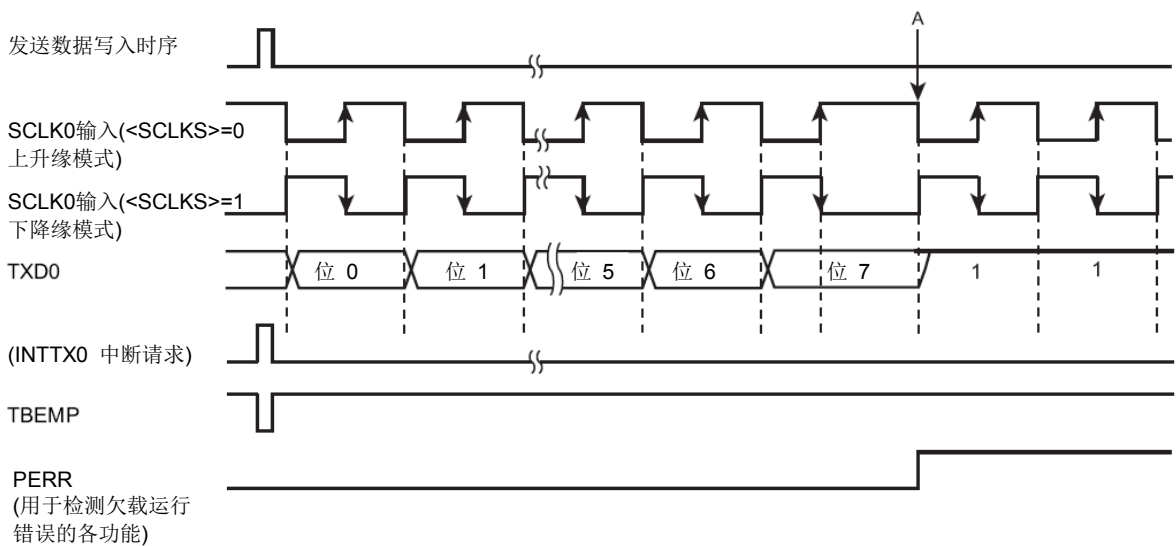 A
发送数据写入时序
SCLK0输入(<SCLKS>=0
上升缘模式)
SCLK0输入(<SCLKS>=1
下降缘模式)
TXD0 位 0 位 1 位 5 位 6 位 7 1 1
(INTTX0 中断请求)
TBEMP
PERR
(用于检测欠载运行
错误的各功能)